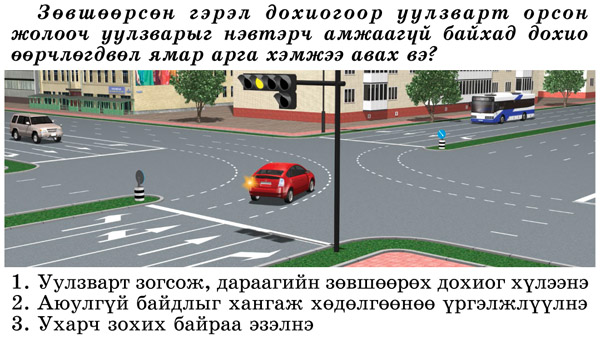 Зөвшөөрсөн гэрэл дохиогоор уулзварт орсон
жолооч уулзварыг нэвтэрч амжаагүй байхад дохио
өөрчлөгдвөл ямар арга хэмжээ авах вэ?
1. Уулзварт зогсож, дараагийн зөвшөөрөх дохиог хүлээнэ
2. Аюулгүй байдлыг хангаж хөдөлгөөнөө үргэлжлүүлнэ
3. Ухарч зохих байраа эзэлнэ